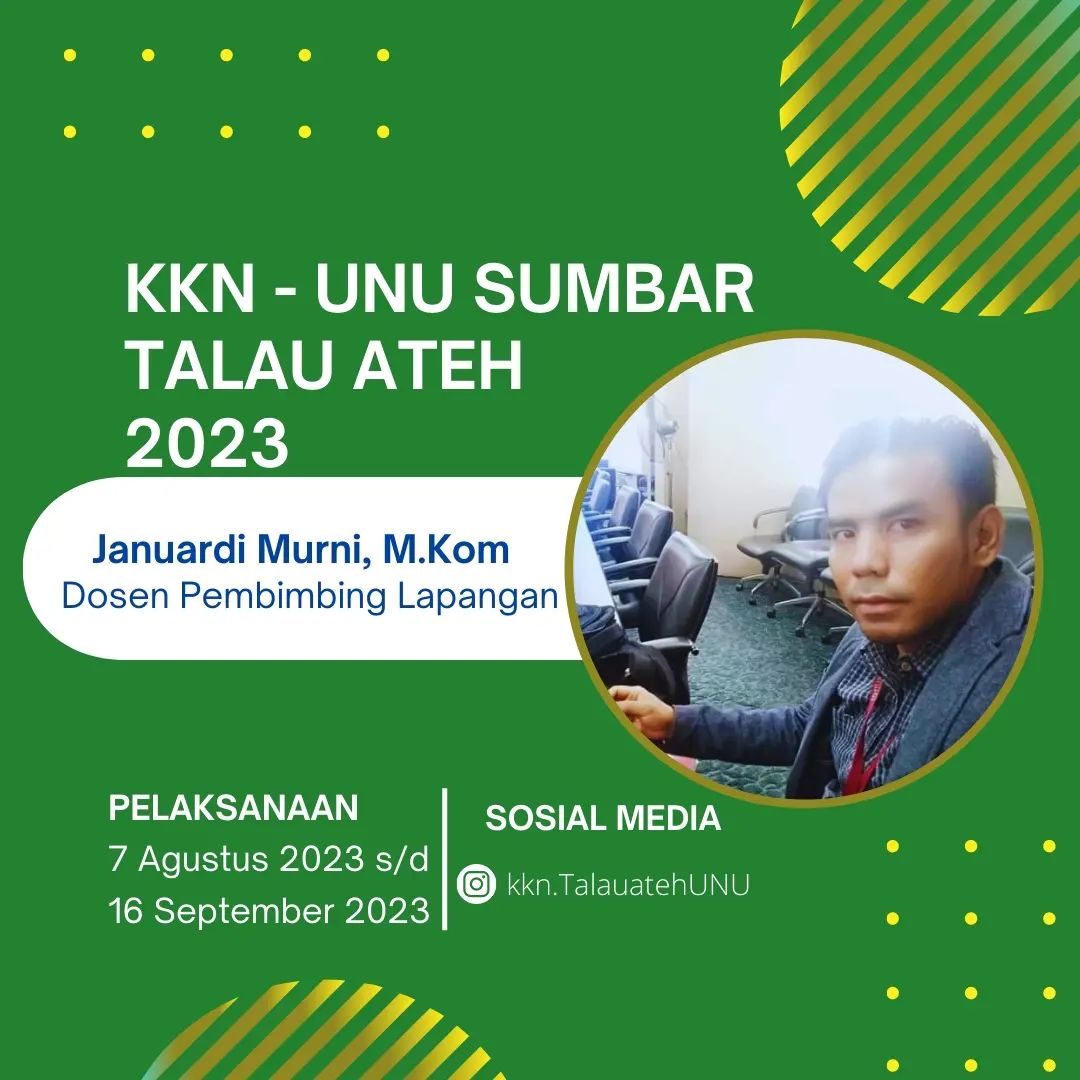 KKN - UNU SUMBAR
TALAU ATEH
2023
Januardi Murni, M.Kom
Dosen Pembimbing Lapangan
PELAKSANAAN
7 Agustus 2023 s/d
16 September 2023
SOSIAL MEDIA
kkn.TalauatehUNU